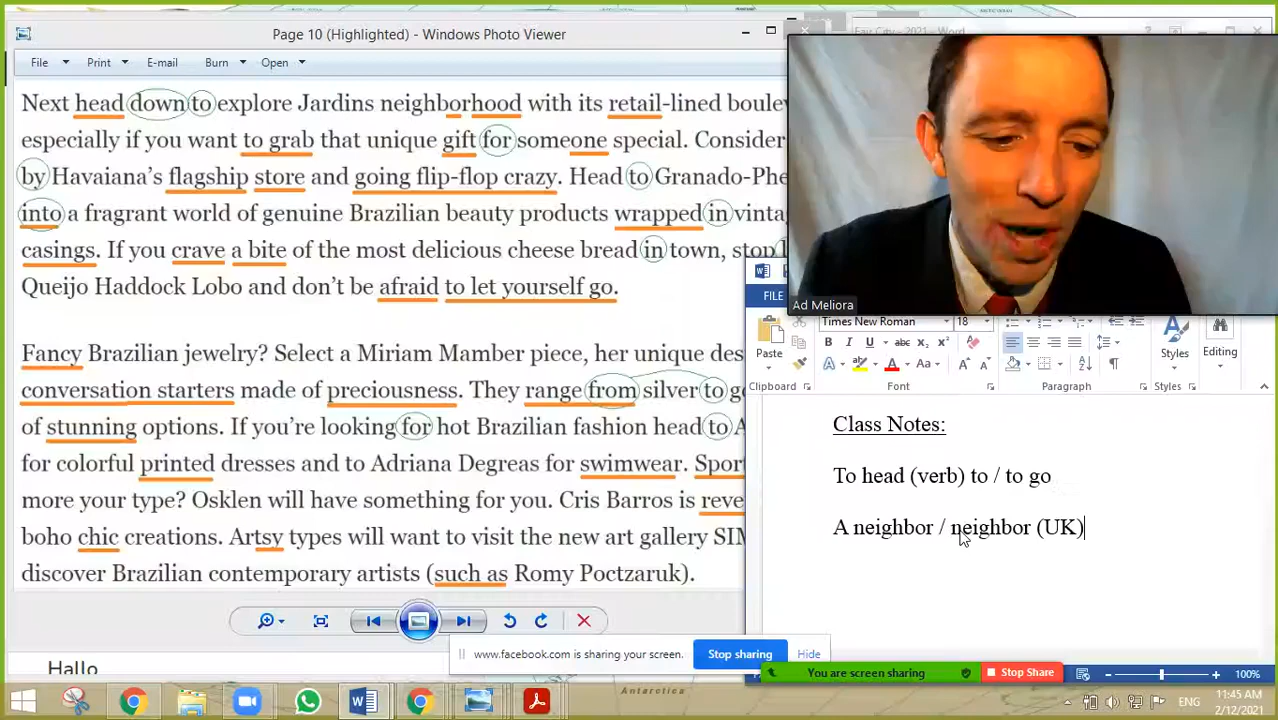 Page 10 (Highlighted) - Windows Photo Viewer
File Print E-mail Burn Open
Next head down to explore Jardins neighborhood with its retail-lined
especially if you want to grab that unique gift for someone special. Consider
by Havaiana's flagship store and going flip-flop crazy. Head to
into a fragrant world of genuine Brazilian beauty products wrapped in
casings. If you crave a bite of the most delicious cheese bread in town, stop
Queijo Haddock Lobo and don't be afraid to let yourself go.
Fancy Brazilian jewelry? Select a Miriam Mamber piece, her unique
conversation starters made of preciousness. They range from silver to
of stunning options. If you're looking for hot Brazilian fashion head to
for colorful printed dresses and to Adriana Degreas for swimwear.
more your type? Osklen will have something for you. Cris Barros is
boho chic creations. Artsy types will want to visit the new art gallery
discover Brazilian contemporary artists (such as Romy Poctzaruk).
Hallo
www.facebook.com is sharing your screen. Stop sharing Hide
Antarctica
Fair City - 2021 - Word
Ad Meliora
FILE
Times New Roman 18
Paste
Styles
Editing
Clipboard Font Paragraph Styles
Class Notes:
To head (verb) to / to go
A neighbor / neighbor (UK)
You are screen sharing Stop Share
100%
ENG
11:45 AM
2/12/2021